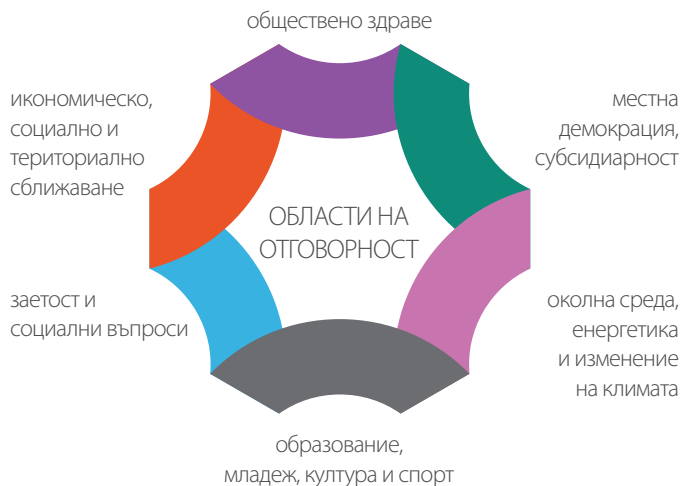 обществено здраве
икономическо,
социално и
териториално
сближаване
местна
демокрация,
субсидиарност
ОБЛАСТИ НА
ОТГОВОРНОСТ
заетост и
социални въпроси
околна среда,
енергетика
и изменение
на климата
образование,
младеж, култура и спорт